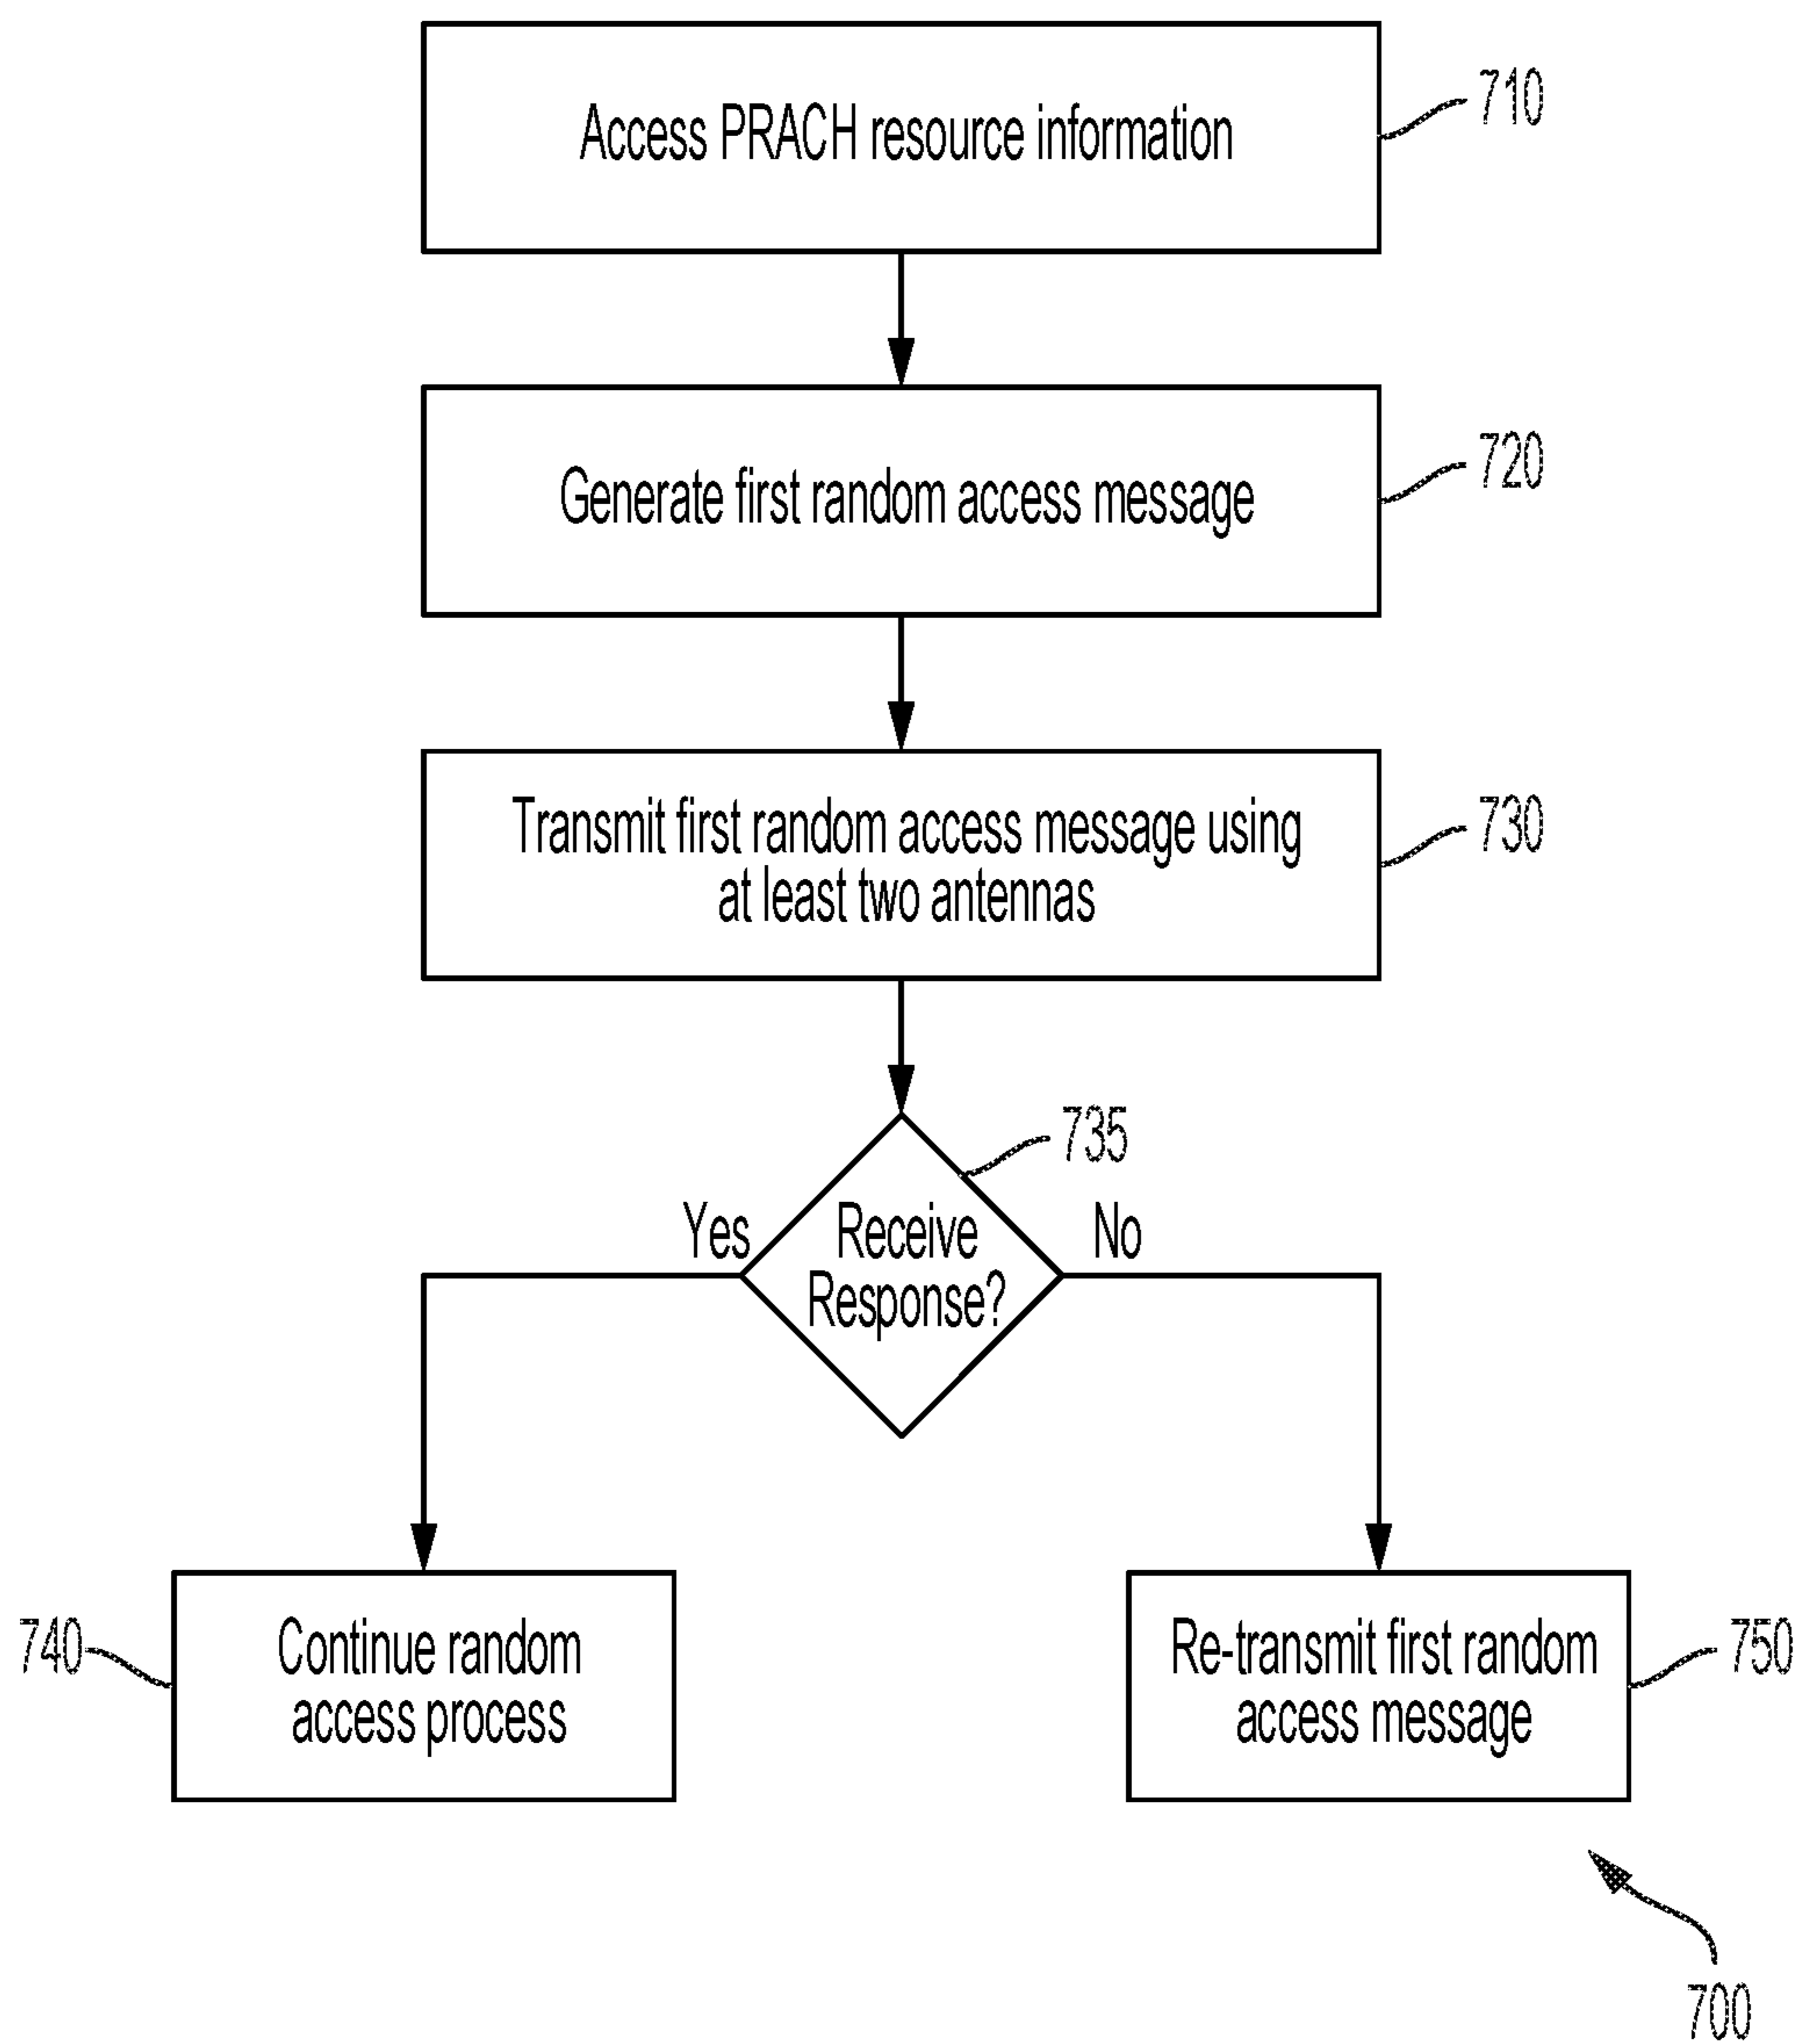 Access PRACH resource information
710
Generate first random access message
720
Transmit first random access message using
at least two antennas
730
735
Yes
Receive
Response?
No
740
Continue random
access process
Re-transmit first random
access message
750
700